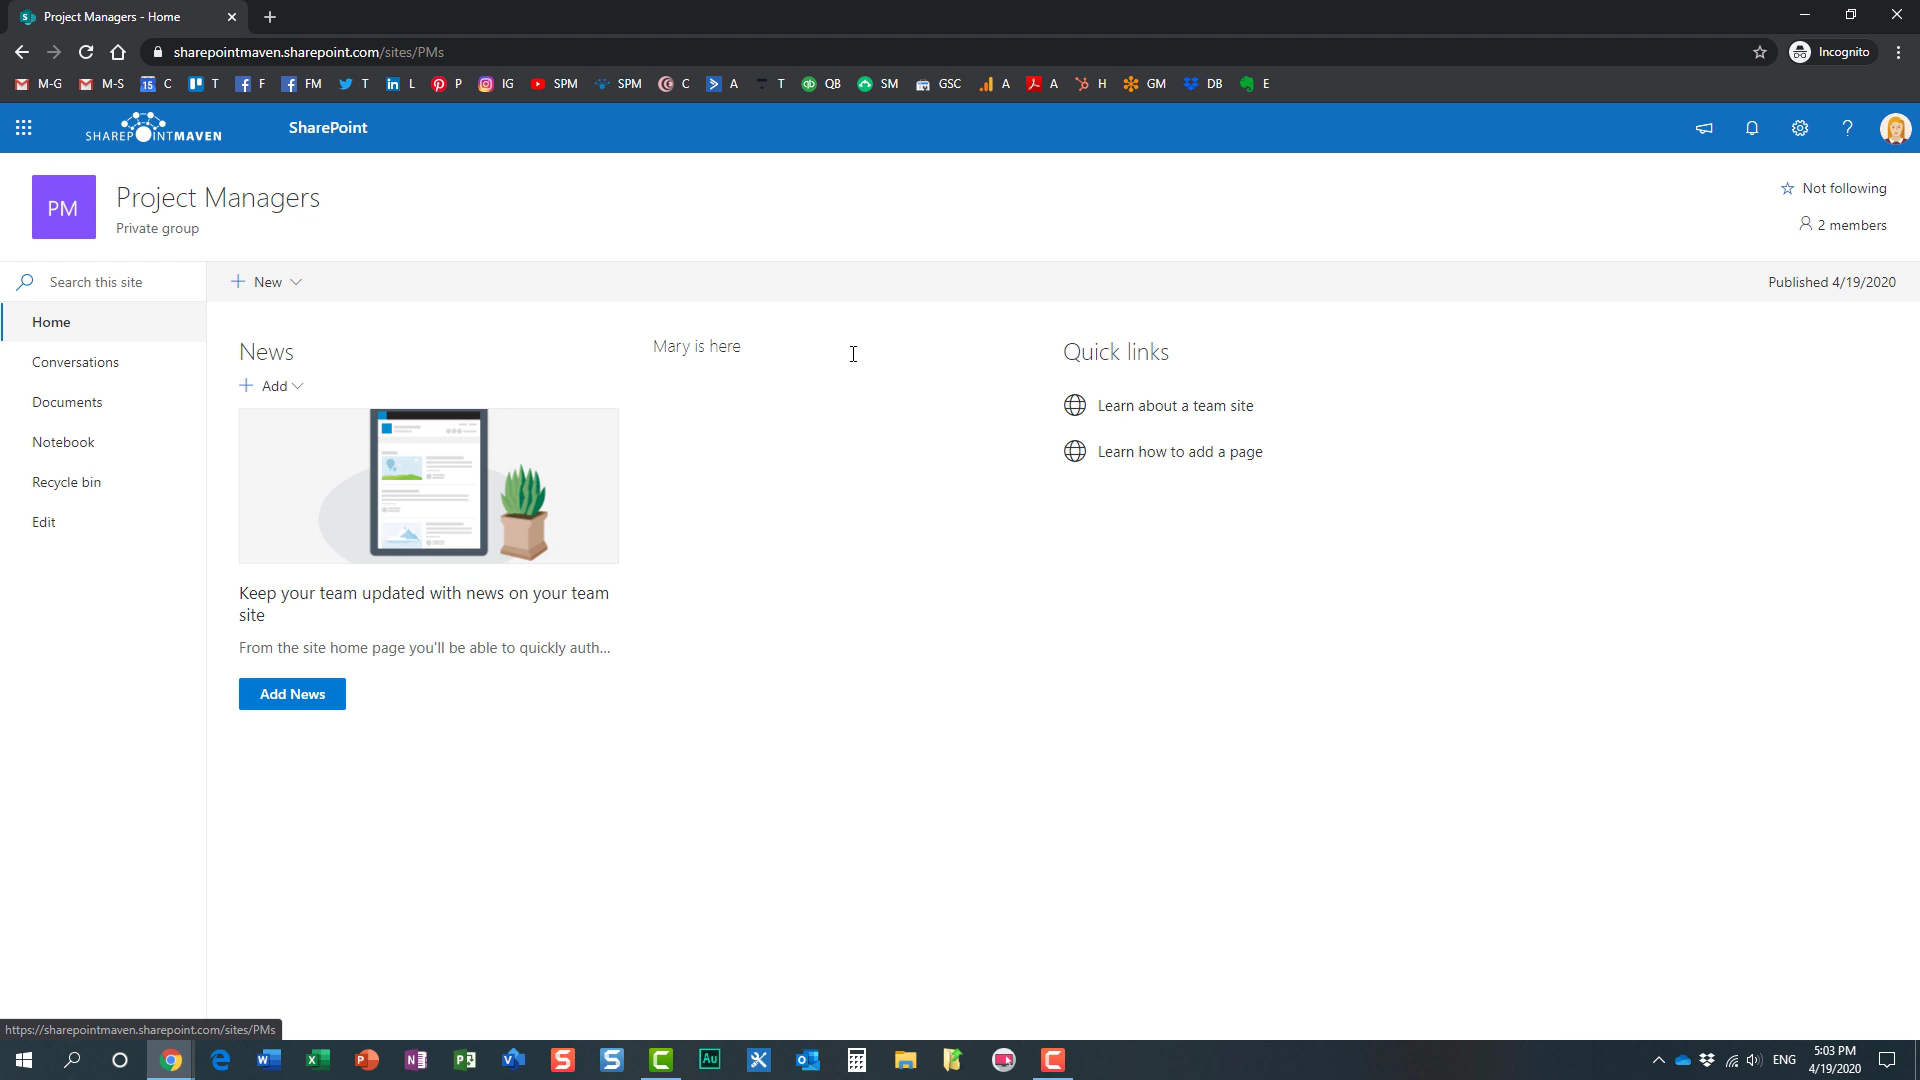 Project Managers - Home
sharepointmaven.sharepoint.com/sites/PMs
Incognito
M-G M-S 15 C T F FM T L P IG SPM SPM C A T QB SM GSC A A H GM DB E
SHAREPOINTMAVEN SharePoint
PM
Project Managers
Private group
Not following
2 members
Search this site
New
Published 4/19/2020
Home
Conversations
Documents
Notebook
Recycle bin
Edit
News
Add
Keep your team updated with news on your team
site
From the site home page you'll be able to quickly auth...
Add News
Mary is here
Quick links
Learn about a team site
Learn how to add a page
https://sharepointmaven.sharepoint.com/sites/PMs
ENG
5:03 PM
4/19/2020